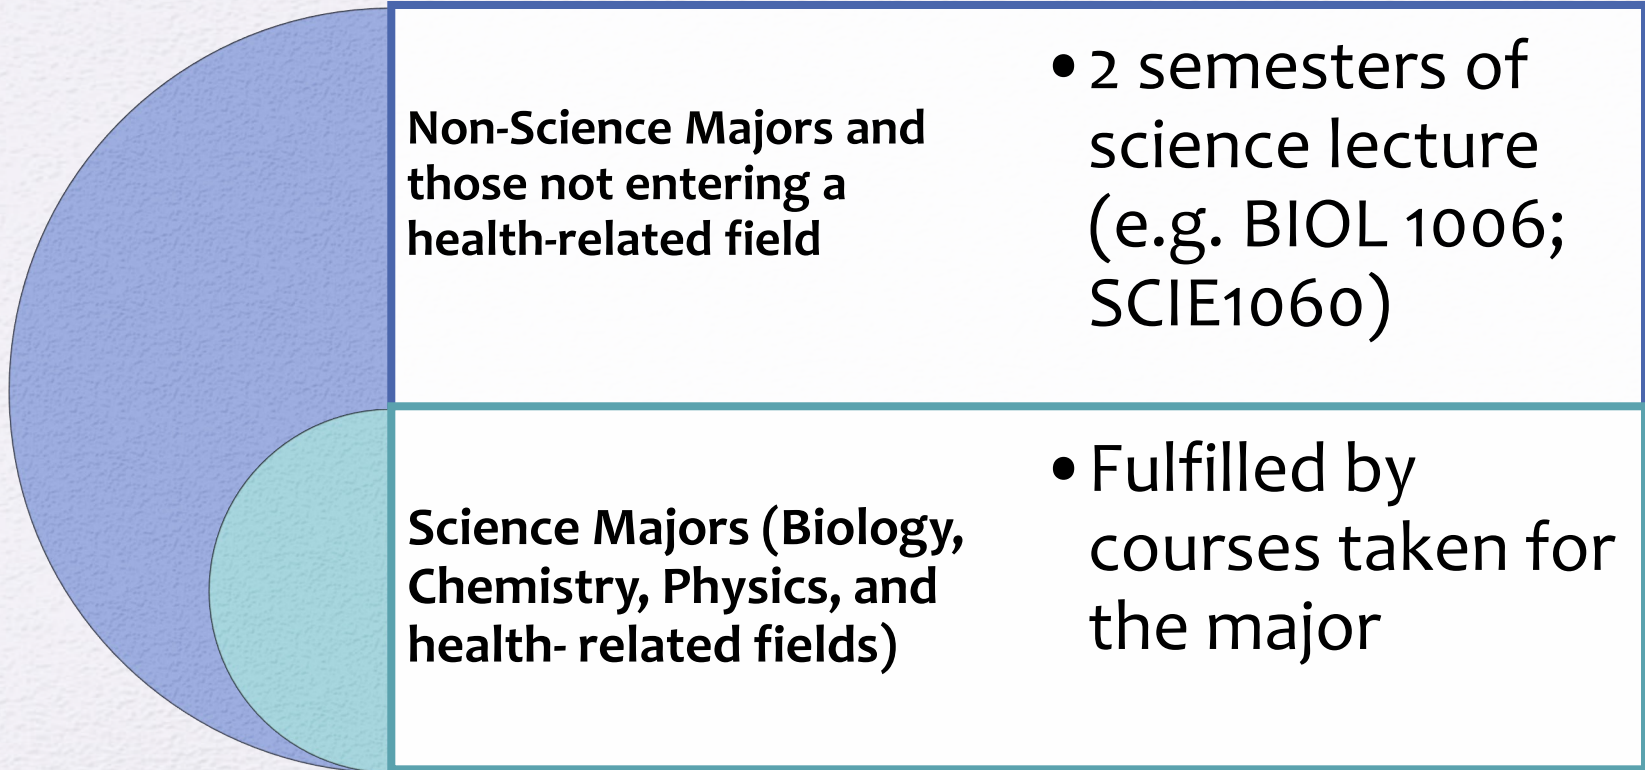 Non-Science Majors and
those not entering a
health-related field
• 2 semesters of
science lecture
(e.g. BIOL 1006;
SCIE1060)
Science Majors (Biology,
Chemistry, Physics, and
health- related fields)
• Fulfilled by
courses taken for
the major